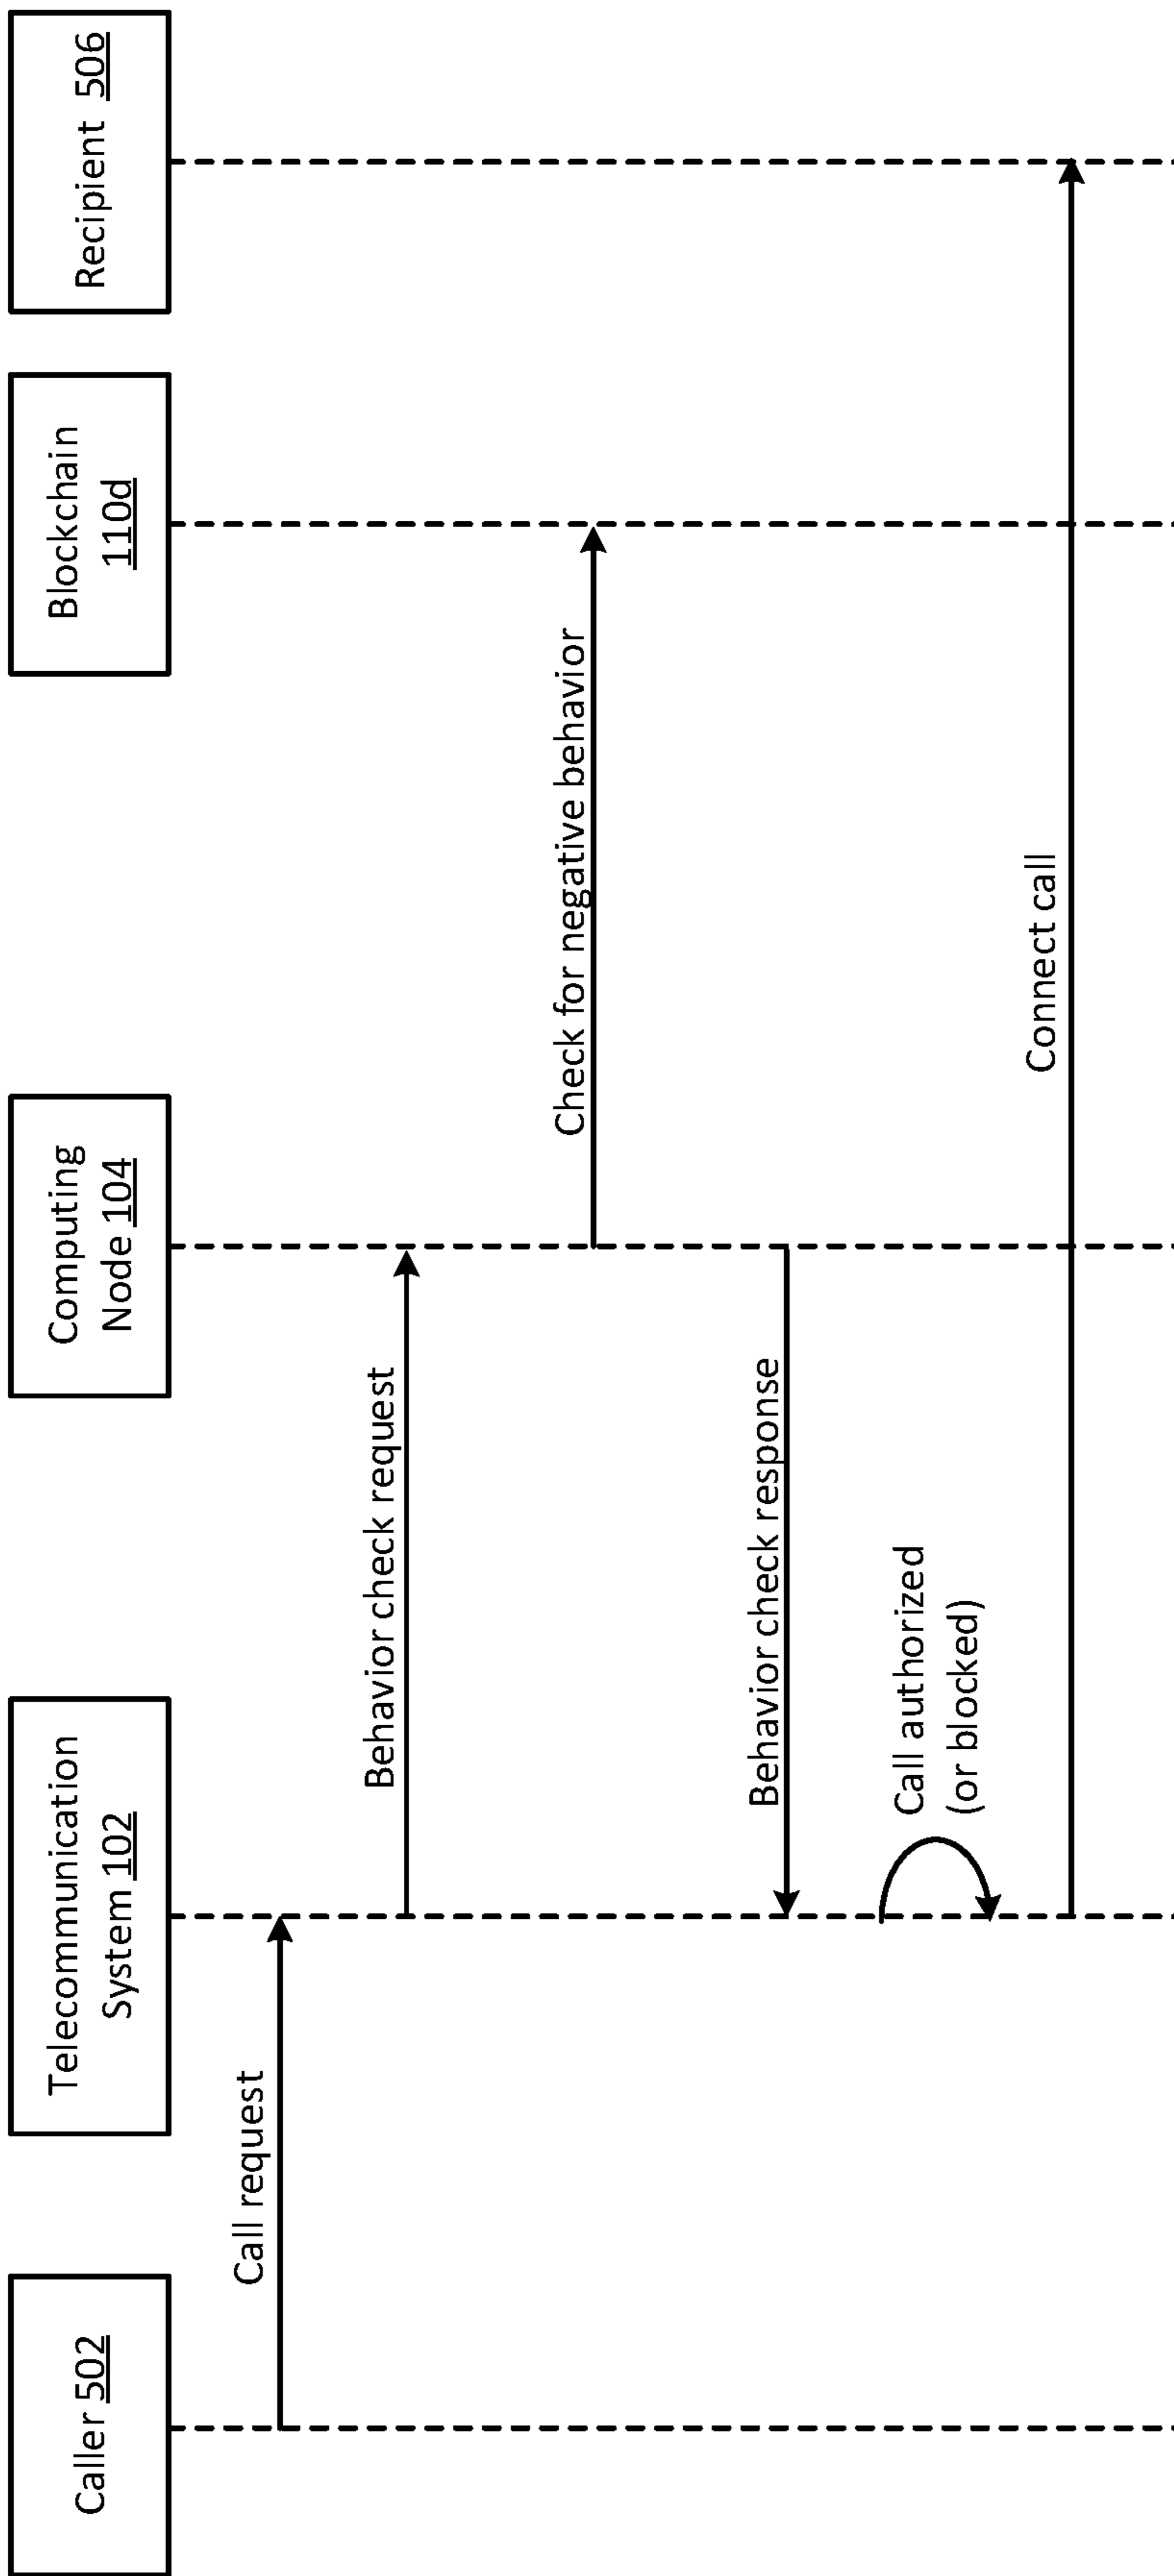 Caller 502
Telecommunication
System 102
Computing
Node 104
Blockchain
110d
Recipient 506
Call request
Behavior check request
Check for negative behavior
Behavior check response
Call authorized
(or blocked)
Connect call